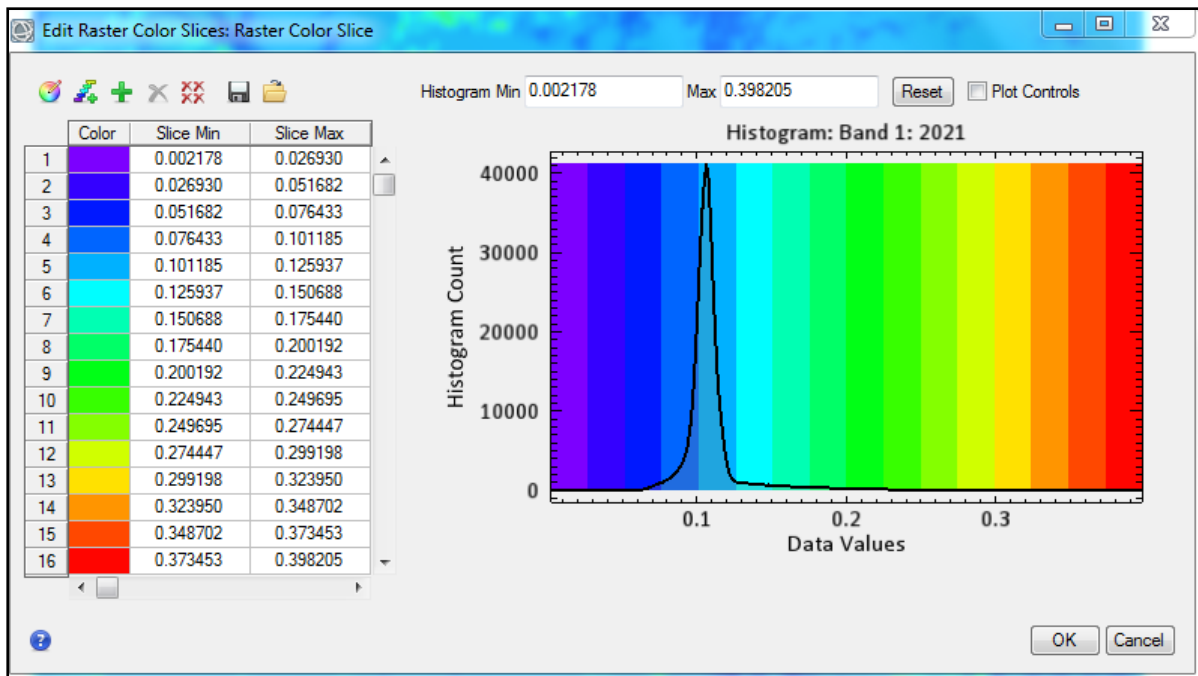 Edit Raster Color Slices: Raster Color Slice
Histogram Min 0.002178 Max 0.398205 Reset Plot Controls
Color Slice Min Slice Max
1 0.002178 0.026930
2 0.026930 0.051682
3 0.051682 0.076433
4 0.076433 0.101185
5 0.101185 0.125937
6 0.125937 0.150688
7 0.150688 0.175440
8 0.175440 0.200192
9 0.200192 0.224943
10 0.224943 0.249695
11 0.249695 0.274447
12 0.274447 0.299198
13 0.299198 0.323950
14 0.323950 0.348702
15 0.348702 0.373453
16 0.373453 0.398205
Histogram: Band 1: 2021
Histogram Count
40000
30000
20000
10000
0
0.1 0.2 0.3
Data Values
? OK Cancel